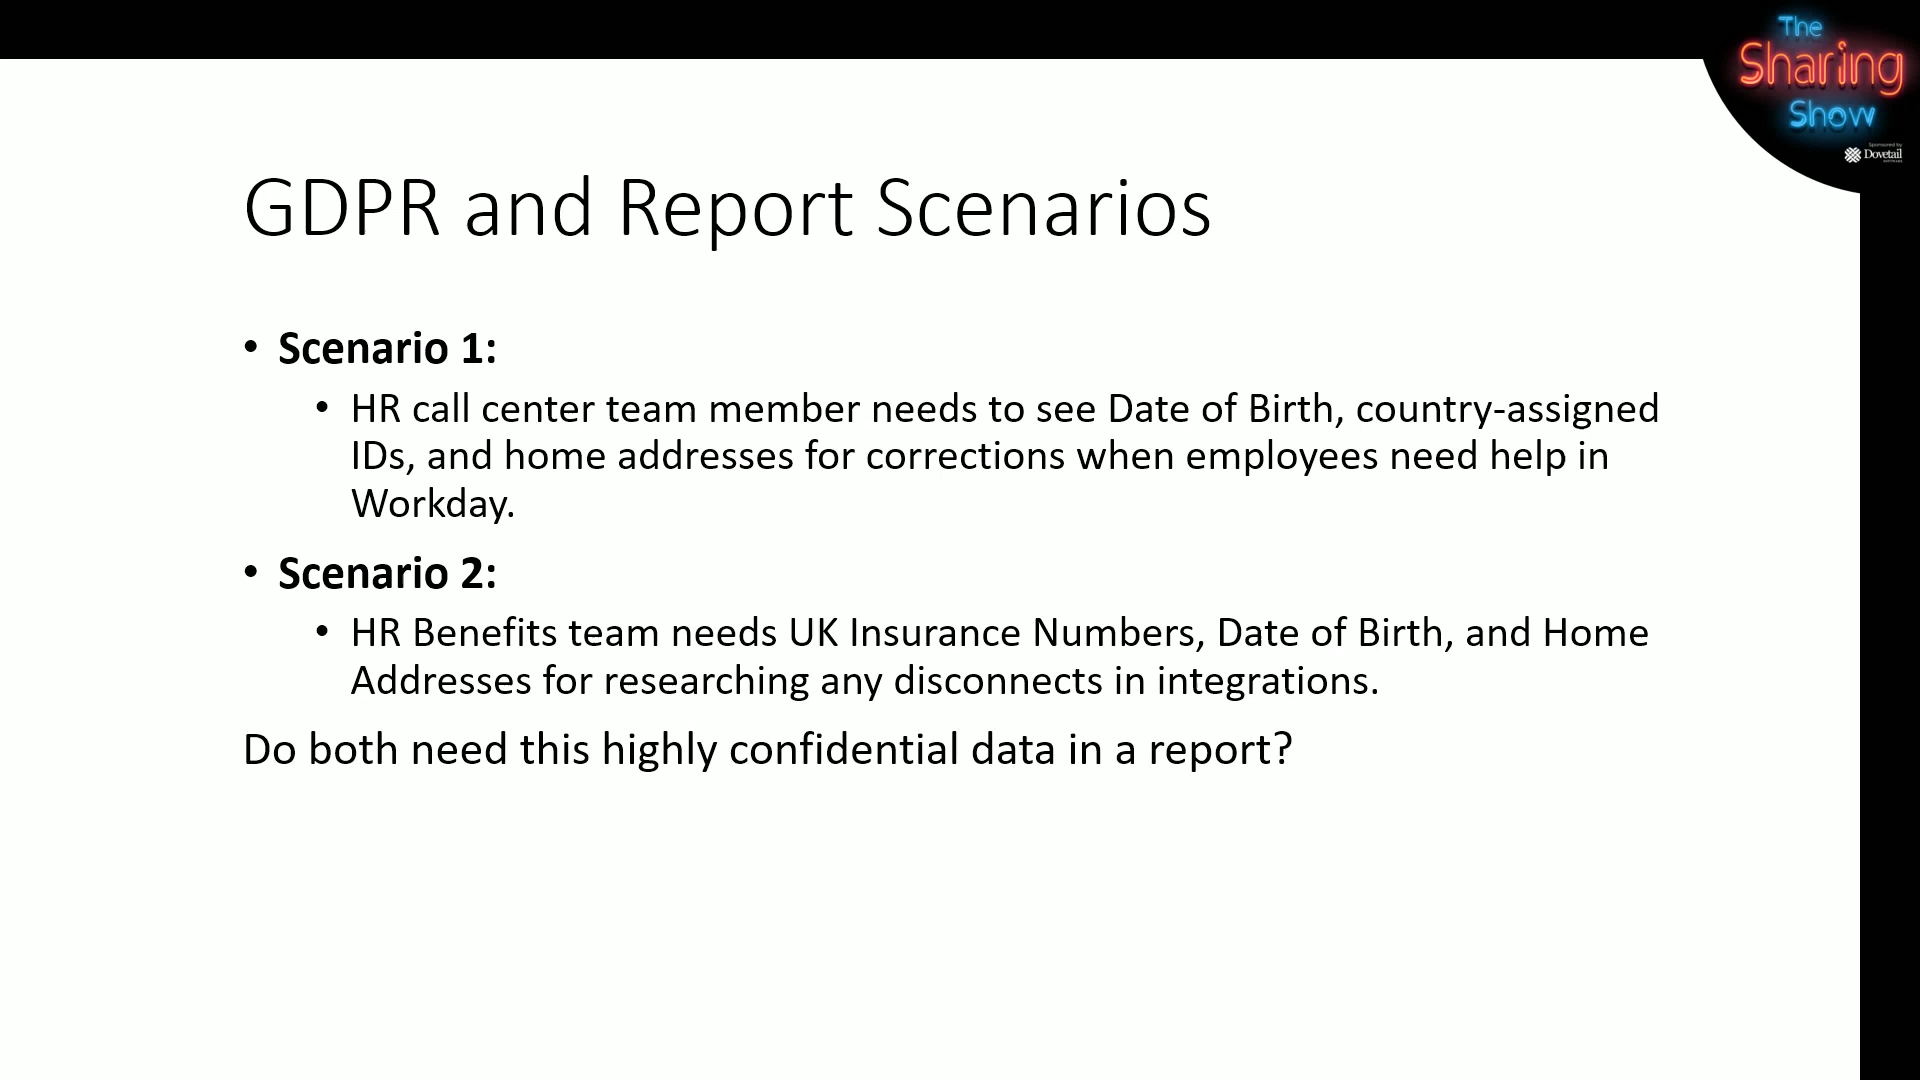 The
Sharing
Show
Sponsored by
Dovetail
GDPR and Report Scenarios
• Scenario 1:
• HR call center team member needs to see Date of Birth, country-assigned
IDs, and home addresses for corrections when employees need help in
Workday.
• Scenario 2:
• HR Benefits team needs UK Insurance Numbers, Date of Birth, and Home
Addresses for researching any disconnects in integrations.
Do both need this highly confidential data in a report?